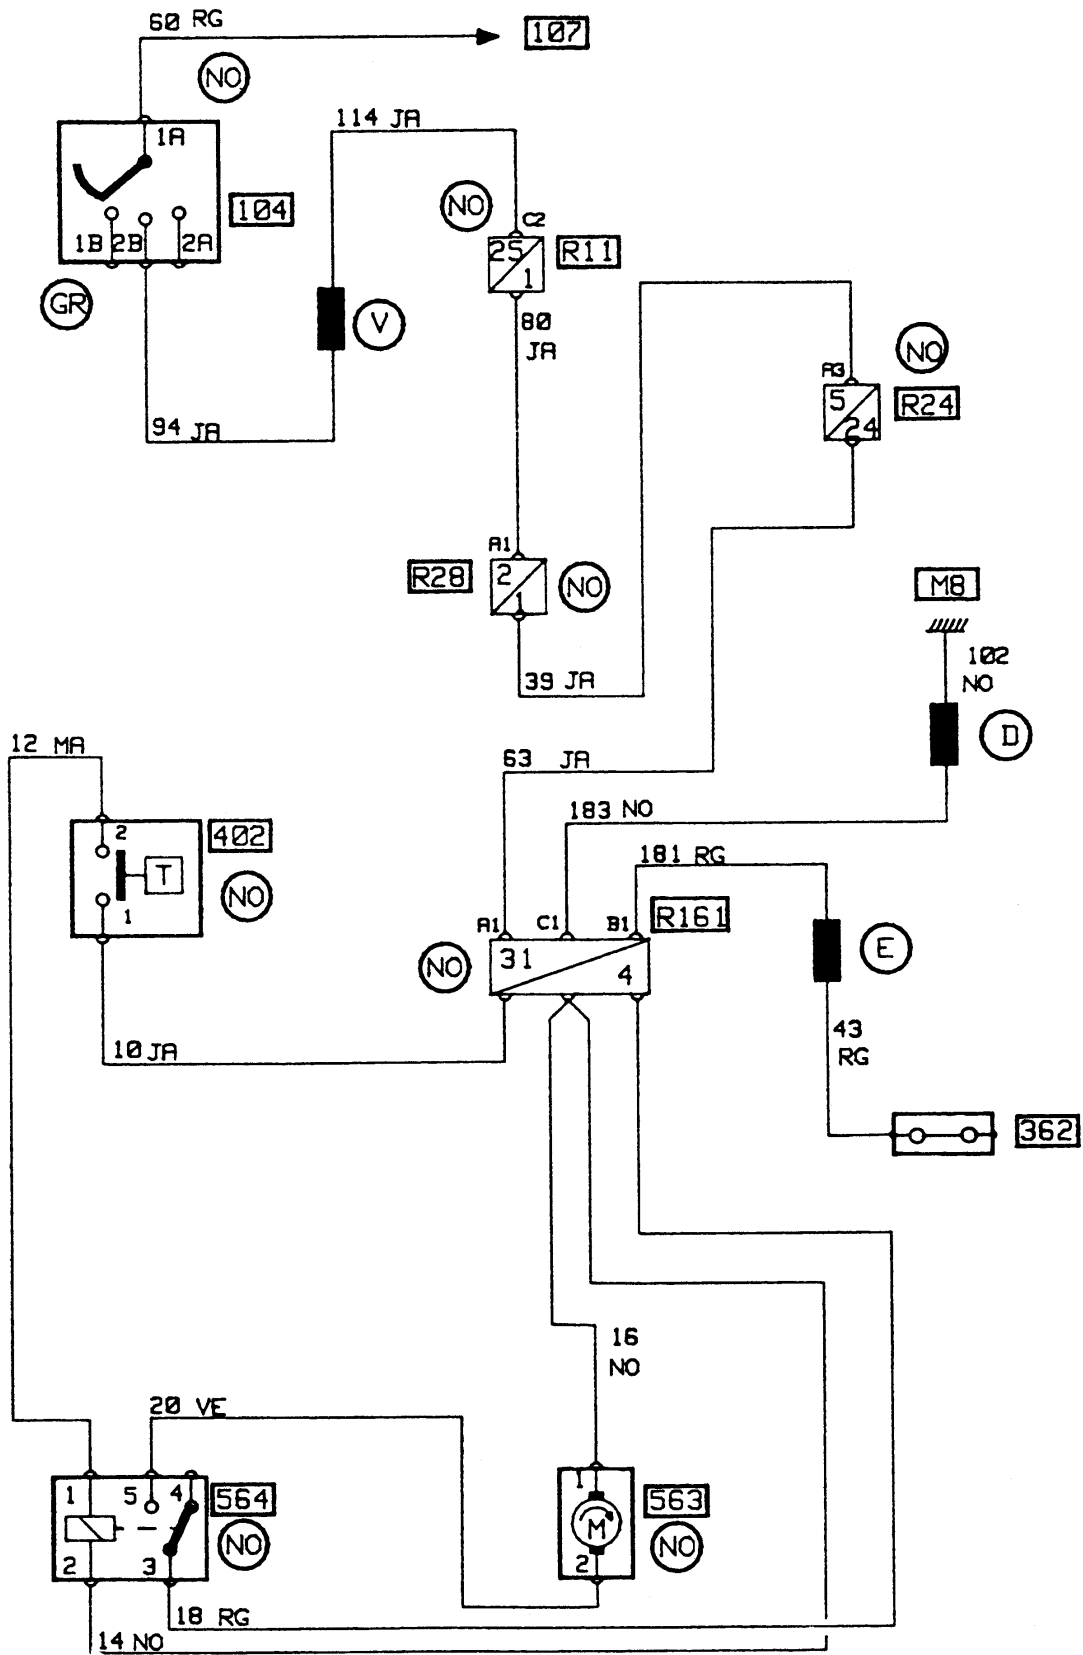 60 RG
107
NO
1A
104
1B 2B 2A
GR
94 JA
V
114 JA
NO
C2
25
1
R11
80
JA
A1
R28
2
1
NO
39 JA
NO
A3
5
24
R24
M8
102
NO
D
12 MA
63 JA
183 NO
181 RG
2
402
T
NO
1
A1 C1 B1
R161
31
4
NO
E
10 JA
43
RG
362
16
NO
20 VE
1 5 4
2 3
564
NO
1
M
2
563
NO
18 RG
14 NO